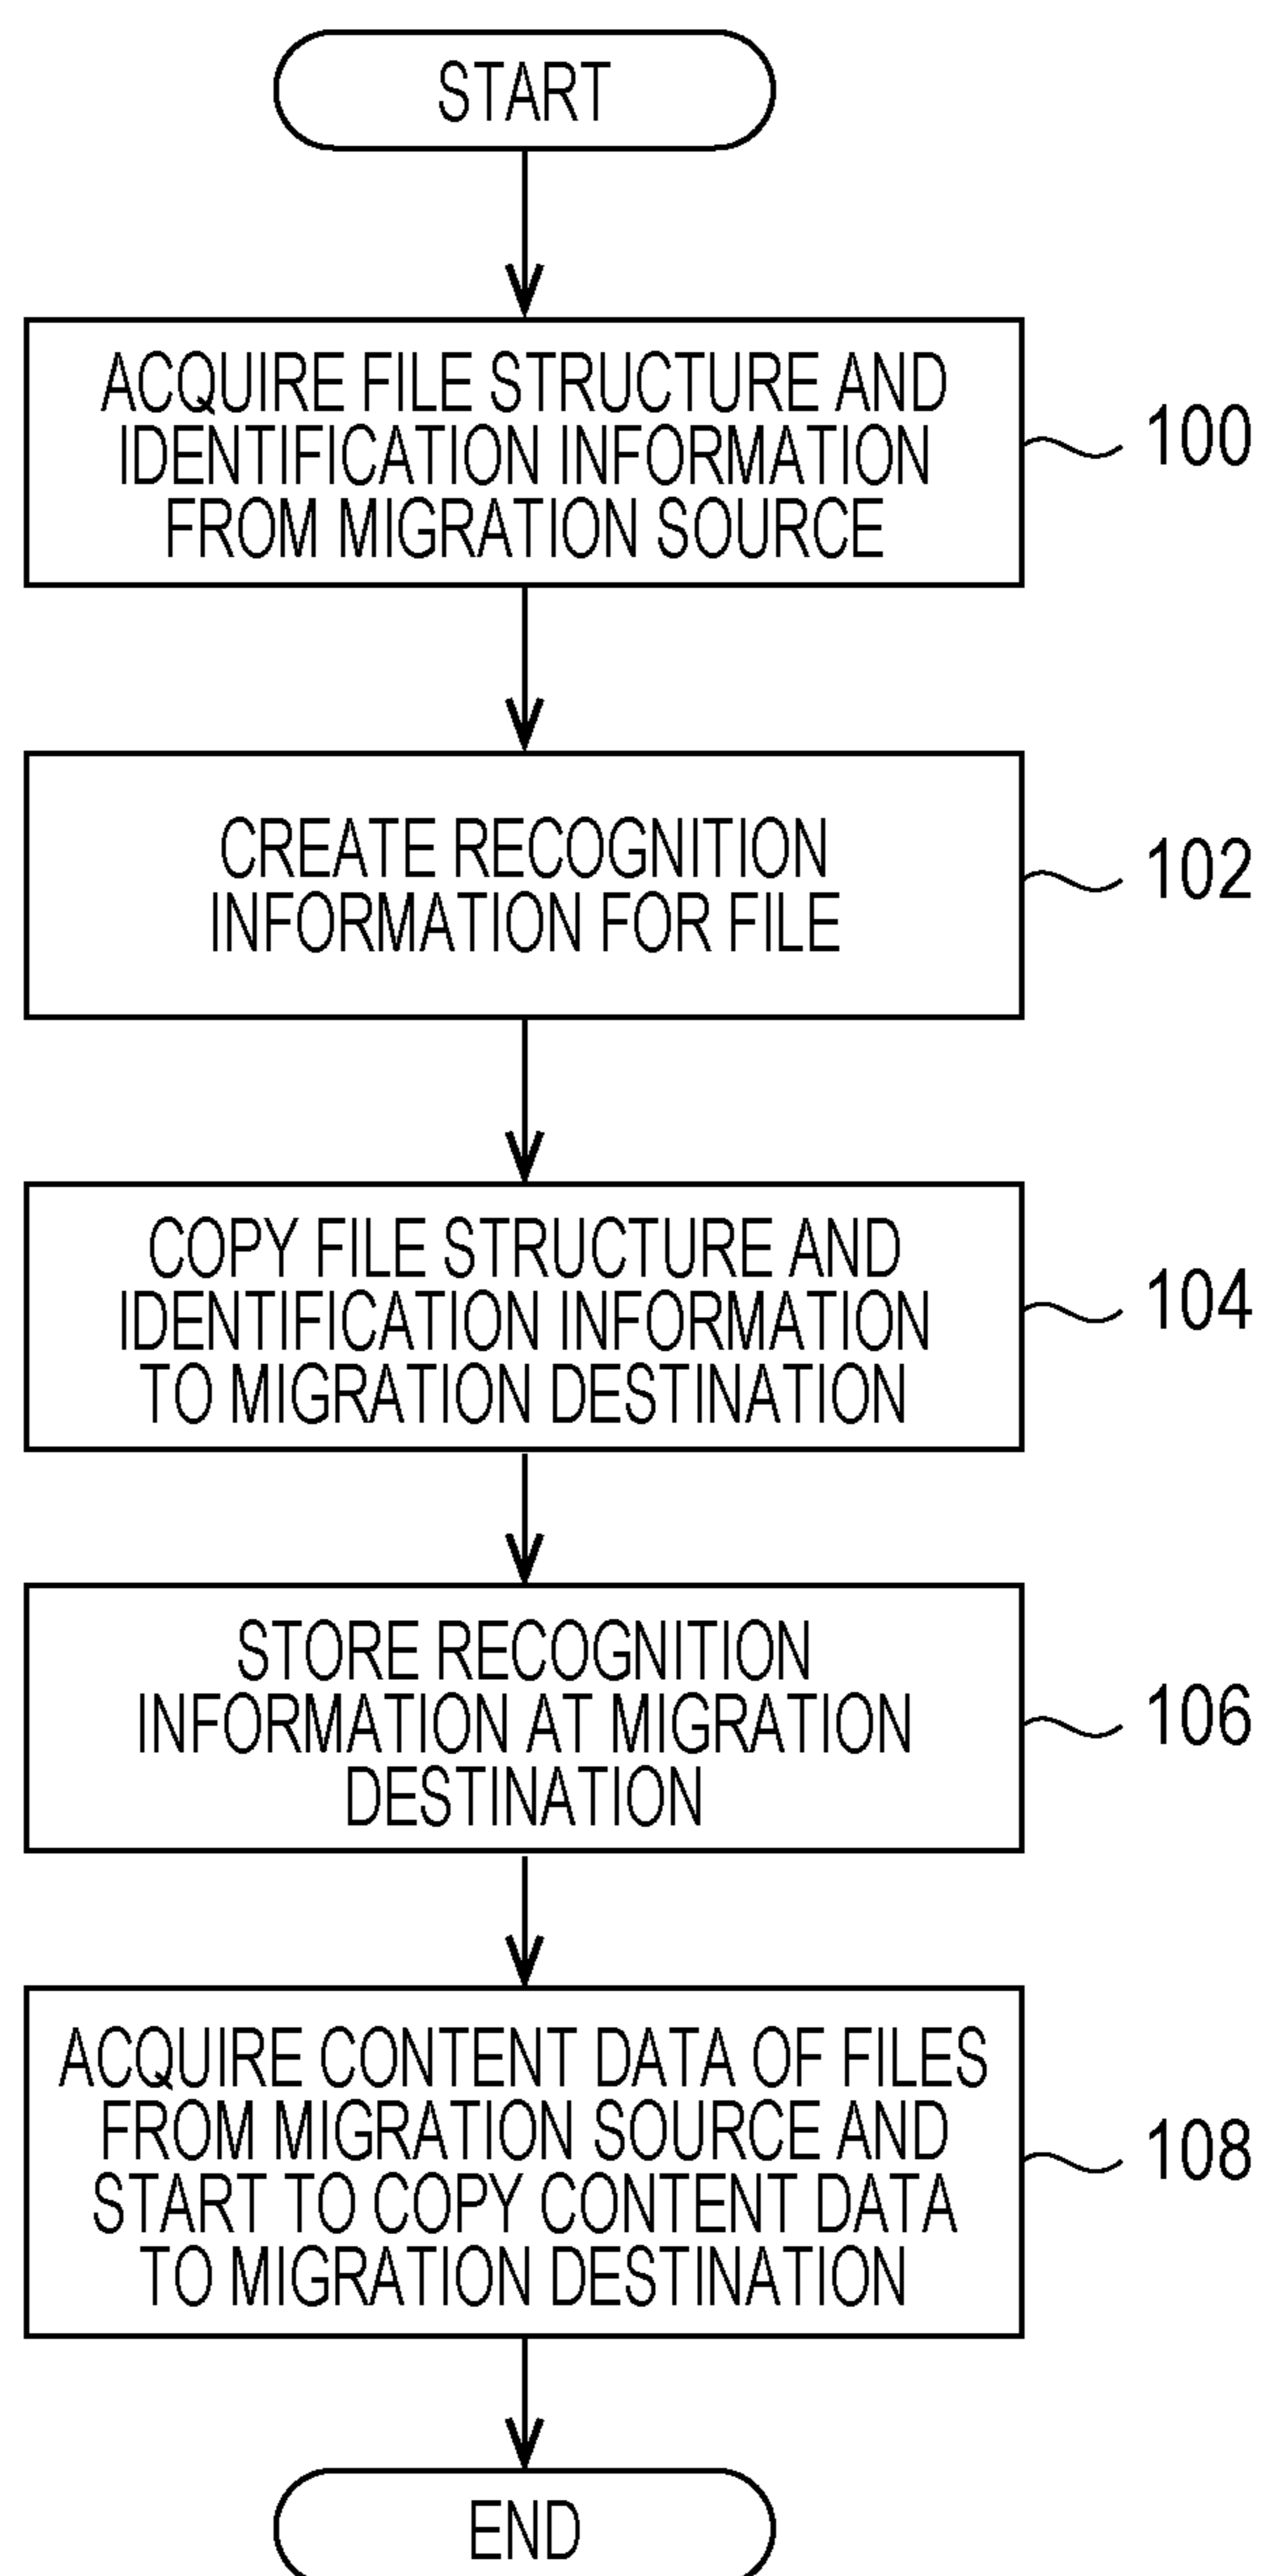 START
ACQUIRE FILE STRUCTURE AND
IDENTIFICATION INFORMATION
FROM MIGRATION SOURCE
100
CREATE RECOGNITION
INFORMATION FOR FILE
102
COPY FILE STRUCTURE AND
IDENTIFICATION INFORMATION
TO MIGRATION DESTINATION
104
STORE RECOGNITION
INFORMATION AT MIGRATION
DESTINATION
106
ACQUIRE CONTENT DATA OF FILES
FROM MIGRATION SOURCE AND
START TO COPY CONTENT DATA
TO MIGRATION DESTINATION
108
END